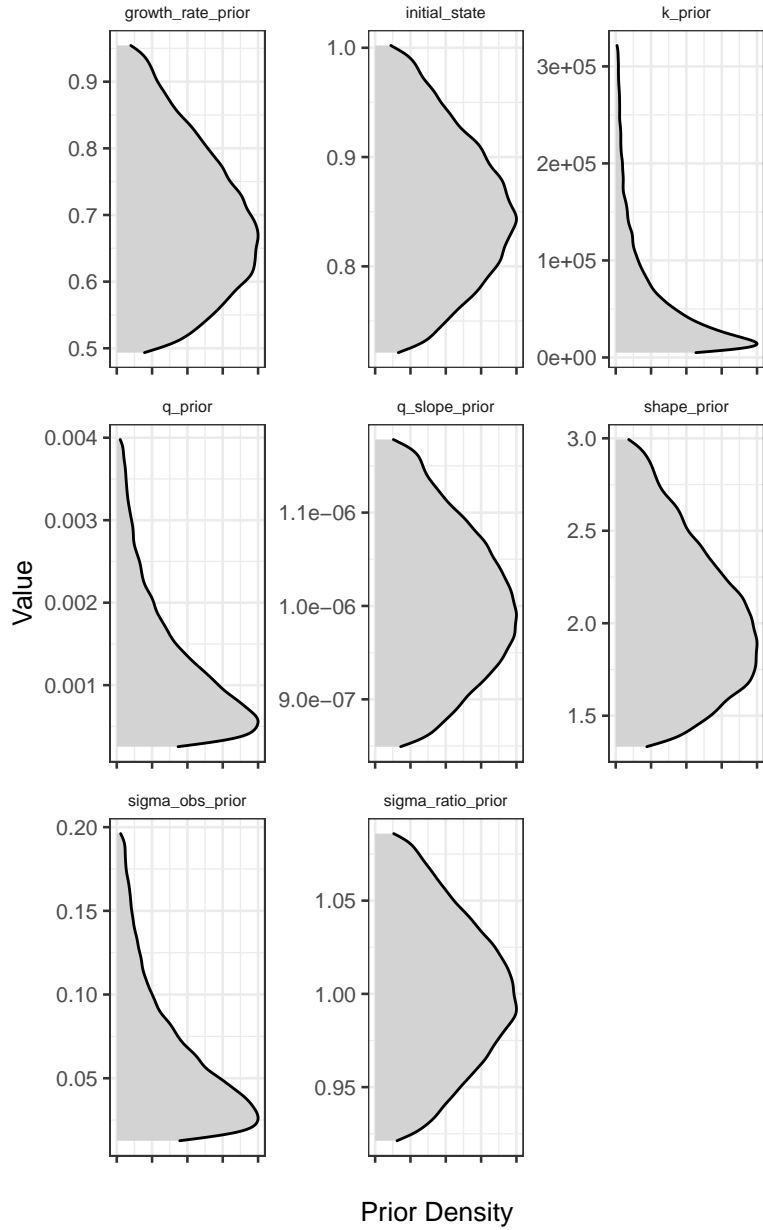 growth_rate_prior
initial_state
k_prior
0.9
0.8
0.7
0.6
0.5
1.0
0.9
0.8
3e+05
2e+05
1e+05
0e+00
q_prior
q_slope_prior
shape_prior
0.004
0.003
0.002
0.001
1.1e−06
1.0e−06
9.0e−07
3.0
2.5
2.0
1.5
Value
sigma_obs_prior
sigma_ratio_prior
0.20
0.15
0.10
0.05
1.05
1.00
0.95
Prior Density